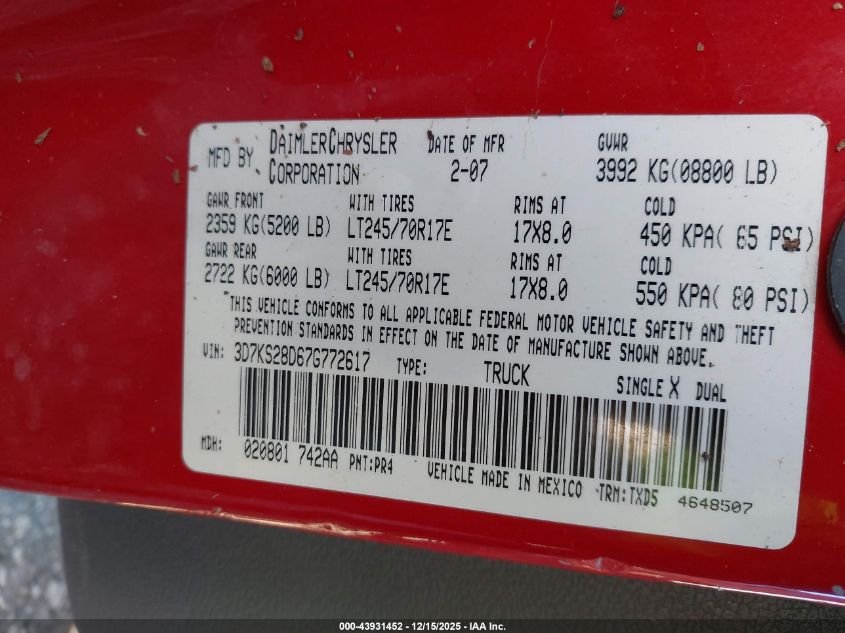 MFD BY DAIMLERCHRYSLER CORPORATION DATE OF MFR 2-07 GVWR 3992 KG(08800 LB)
GAWR FRONT WITH TIRES RIMS AT COLD
2359 KG(5200 LB) LT245/70R17E 17X8.0 450 KPA( 65 PSI)
GAWR REAR WITH TIRES RIMS AT COLD
2722 KG(6000 LB) LT245/70R17E 17X8.0 550 KPA( 80 PSI)
THIS VEHICLE CONFORMS TO ALL APPLICABLE FEDERAL MOTOR VEHICLE SAFETY AND THEFT
PREVENTION STANDARDS IN EFFECT ON THE DATE OF MANUFACTURE SHOWN ABOVE.
VIN: 3D7KS28D67G772617 TYPE: TRUCK SINGLE X DUAL
MDH: 020801 742AA PNT:PR4 VEHICLE MADE IN MEXICO TRM:TXD5 4648507
000-43931452 - 12/15/2025 - IAA Inc.